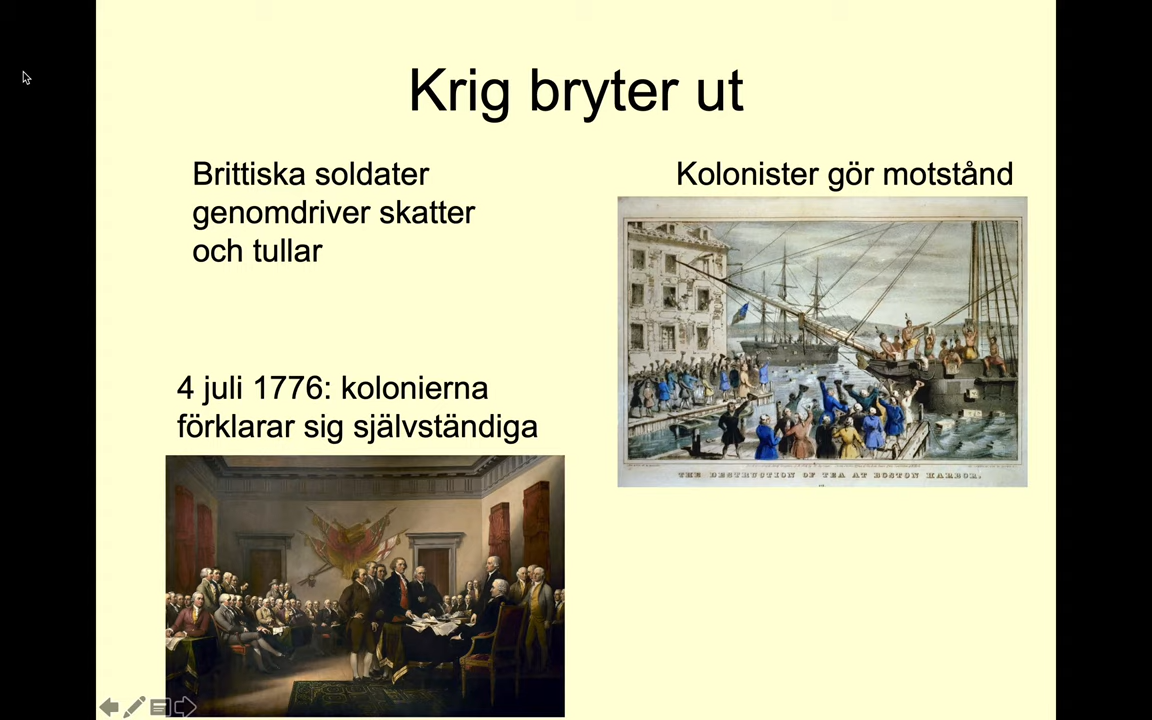 Krig bryter ut
Brittiska soldater
genomdriver skatter
och tullar
Kolonister gör motstånd
THE DESTRUCTION OF TEA AT BOSTON HARBOR.
4 juli 1776: kolonierna
förklarar sig självständiga